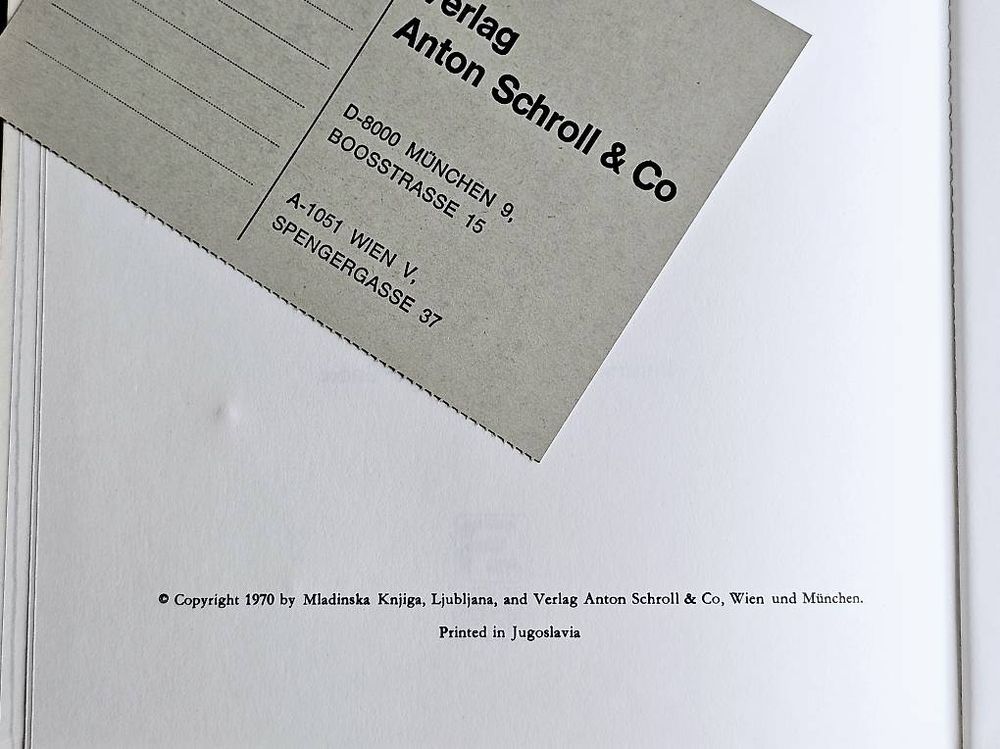 Verlag
Anton Schroll & Co
D-8000 MÜNCHEN 9,
BOOSSTRASSE 15
A-1051 WIEN V,
SPENGERGASSE 37
© Copyright 1970 by Mladinska Knjiga, Ljubljana, and Verlag Anton Schroll & Co, Wien und München.
Printed in Jugoslavia